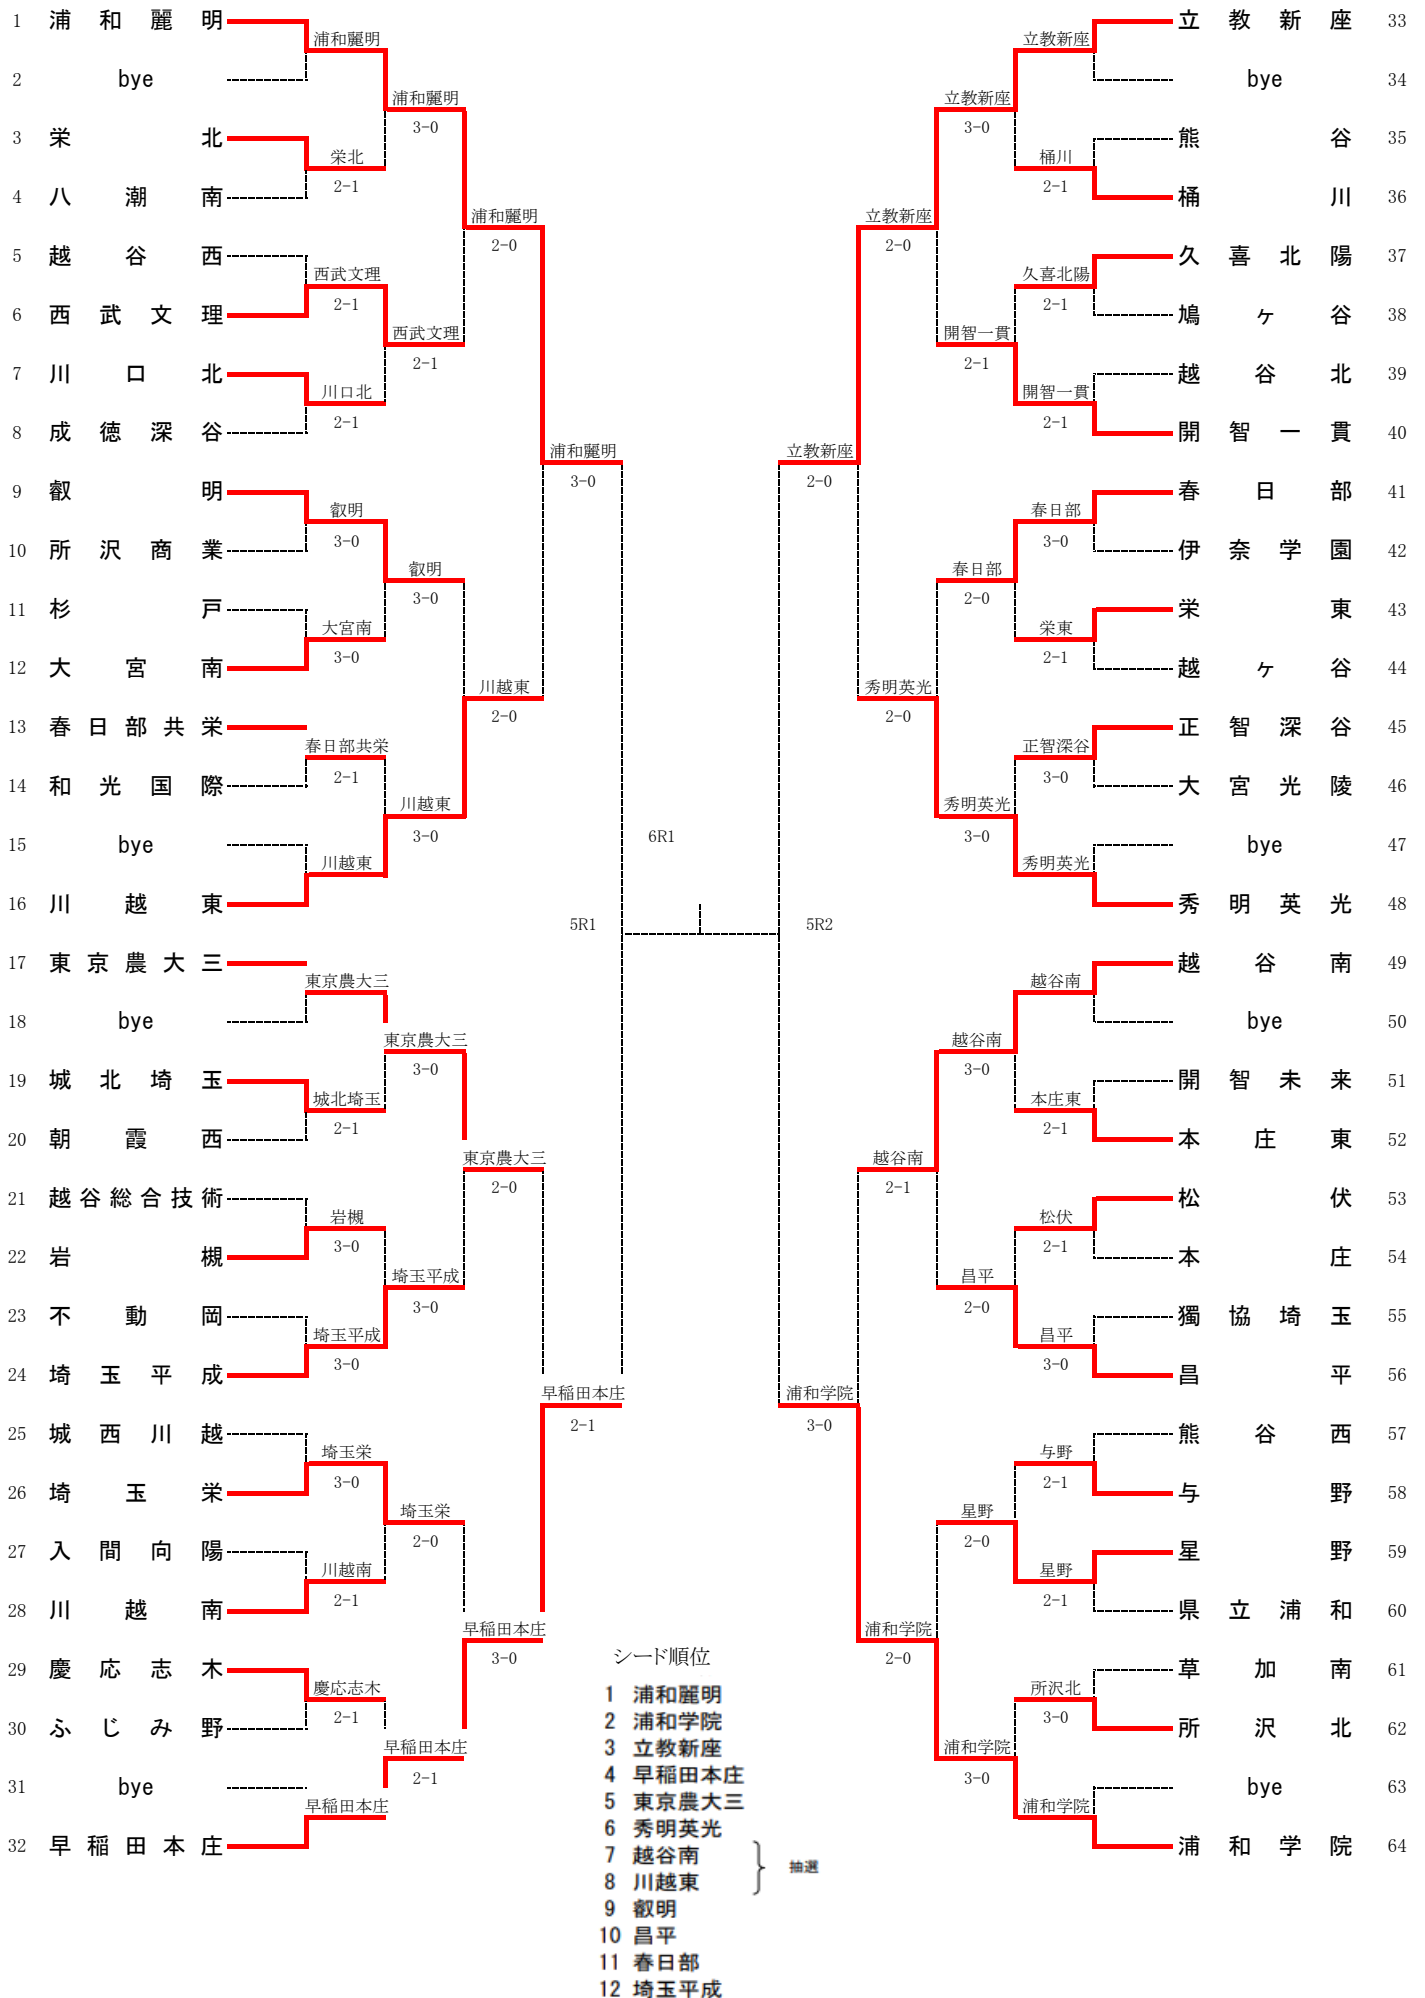 1 浦和麗明
浦和麗明
2 bye
浦和麗明
3-0
3 栄北
栄北
2-1
4 八潮南
浦和麗明
2-0
5 越谷西
西武文理
2-1
6 西武文理
西武文理
2-1
7 川口北
川口北
2-1
8 成徳深谷
浦和麗明
3-0
9 叡明
叡明
3-0
10 所沢商業
叡明
3-0
11 杉戸
大宮南
3-0
12 大宮南
川越東
2-0
13 春日部共栄
春日部共栄
2-1
14 和光国際
川越東
3-0
15 bye
川越東
16 川越東
6R1
5R1
5R2
17 東京農大三
東京農大三
18 bye
東京農大三
3-0
19 城北埼玉
城北埼玉
2-1
20 朝霞西
東京農大三
2-0
21 越谷総合技術
岩槻
3-0
22 岩槻
埼玉平成
3-0
23 不動岡
埼玉平成
3-0
24 埼玉平成
早稲田本庄
2-1
25 城西川越
埼玉栄
3-0
26 埼玉栄
埼玉栄
2-0
27 入間向陽
川越南
2-1
28 川越南
早稲田本庄
3-0
29 慶応志木
慶応志木
2-1
30 ふじみ野
早稲田本庄
2-1
31 bye
早稲田本庄
32 早稲田本庄
立教新座 33
立教新座
bye 34
立教新座
3-0
熊谷 35
桶川
2-1
桶川 36
立教新座
2-0
久喜北陽 37
久喜北陽
2-1
鳩ヶ谷 38
開智一貫
2-1
越谷北 39
開智一貫
2-1
開智一貫 40
立教新座
2-0
春日部 41
春日部
3-0
伊奈学園 42
春日部
2-0
栄東 43
栄東
2-1
越ヶ谷 44
秀明英光
2-0
正智深谷 45
正智深谷
3-0
大宮光陵 46
秀明英光
3-0
bye 47
秀明英光
秀明英光 48
越谷南 49
越谷南
bye 50
越谷南
3-0
開智未来 51
本庄東
2-1
本庄東 52
越谷南
2-1
松伏 53
松伏
2-1
本庄 54
昌平
2-0
獨協埼玉 55
昌平
3-0
昌平 56
浦和学院
3-0
熊谷西 57
与野
2-1
与野 58
星野
2-0
星野 59
星野
2-1
県立浦和 60
浦和学院
2-0
草加南 61
所沢北
3-0
所沢北 62
浦和学院
3-0
bye 63
浦和学院
浦和学院 64
シード順位
1 浦和麗明
2 浦和学院
3 立教新座
4 早稲田本庄
5 東京農大三
6 秀明英光
7 越谷南
8 川越東
抽選
9 叡明
10 昌平
11 春日部
12 埼玉平成